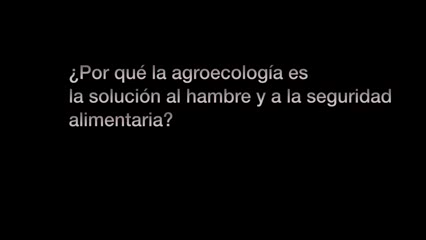 ¿Por qué la agroecología es
la solución al hambre y a la seguridad
alimentaria?